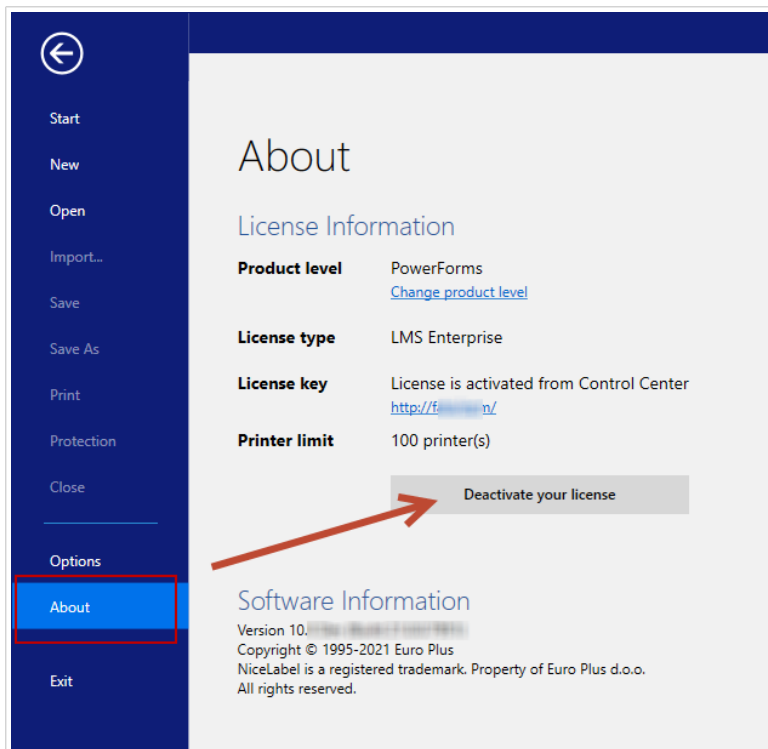 Start
New
Open
Import...
Save
Save As
Print
Protection
Close
Options
About
Exit
About
License Information
Product level PowerForms
Change product level
License type LMS Enterprise
License key License is activated from Control Center
Printer limit 100 printer(s)
Deactivate your license
Software Information
Version 10.
Copyright © 1995-2021 Euro Plus
NiceLabel is a registered trademark. Property of Euro Plus d.o.o.
All rights reserved.